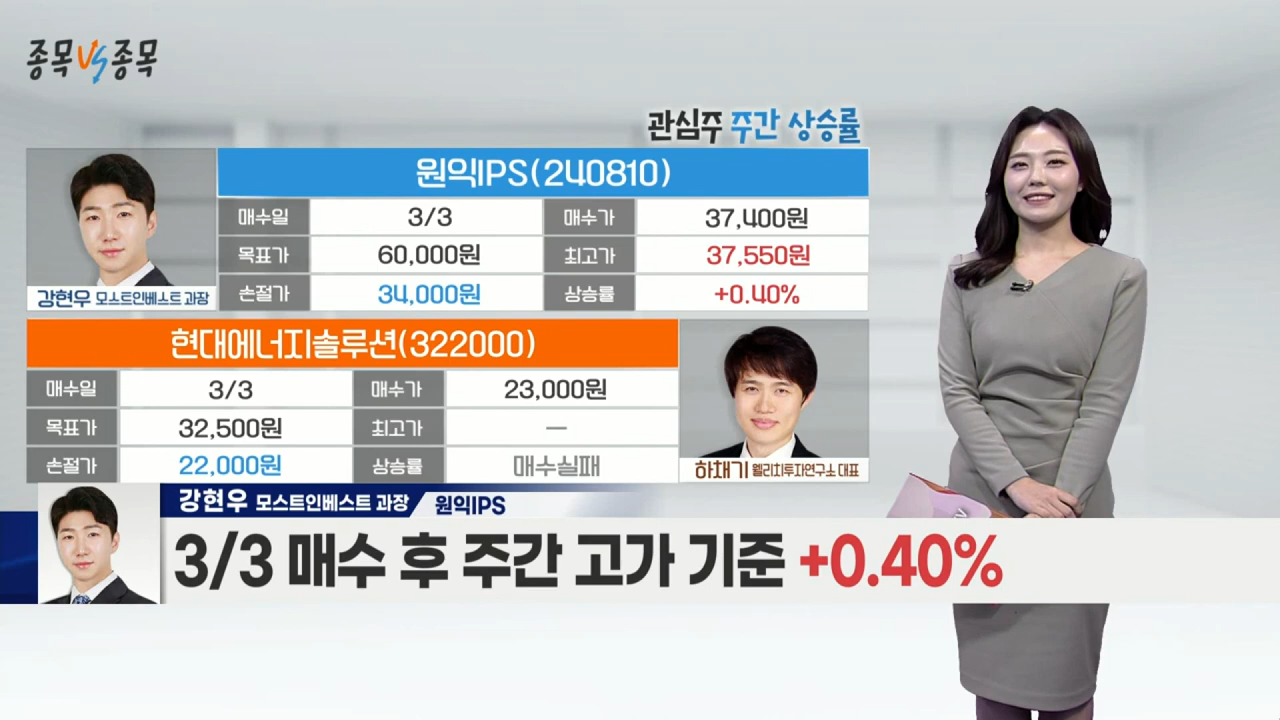 종목VS종목
관심주 주간 상승률
원익IPS(240810)
매수일 3/3 매수가 37,400원
목표가 60,000원 최고가 37,550원
손절가 34,000원 상승률 +0.40%
강현우 모스트인베스트 과장
현대에너지솔루션(322000)
매수일 3/3 매수가 23,000원
목표가 32,500원 최고가 —
손절가 22,000원 상승률 매수실패
하채기 웰리치투자연구소 대표
강현우 모스트인베스트 과장 원익IPS
3/3 매수 후 주간 고가 기준 +0.40%